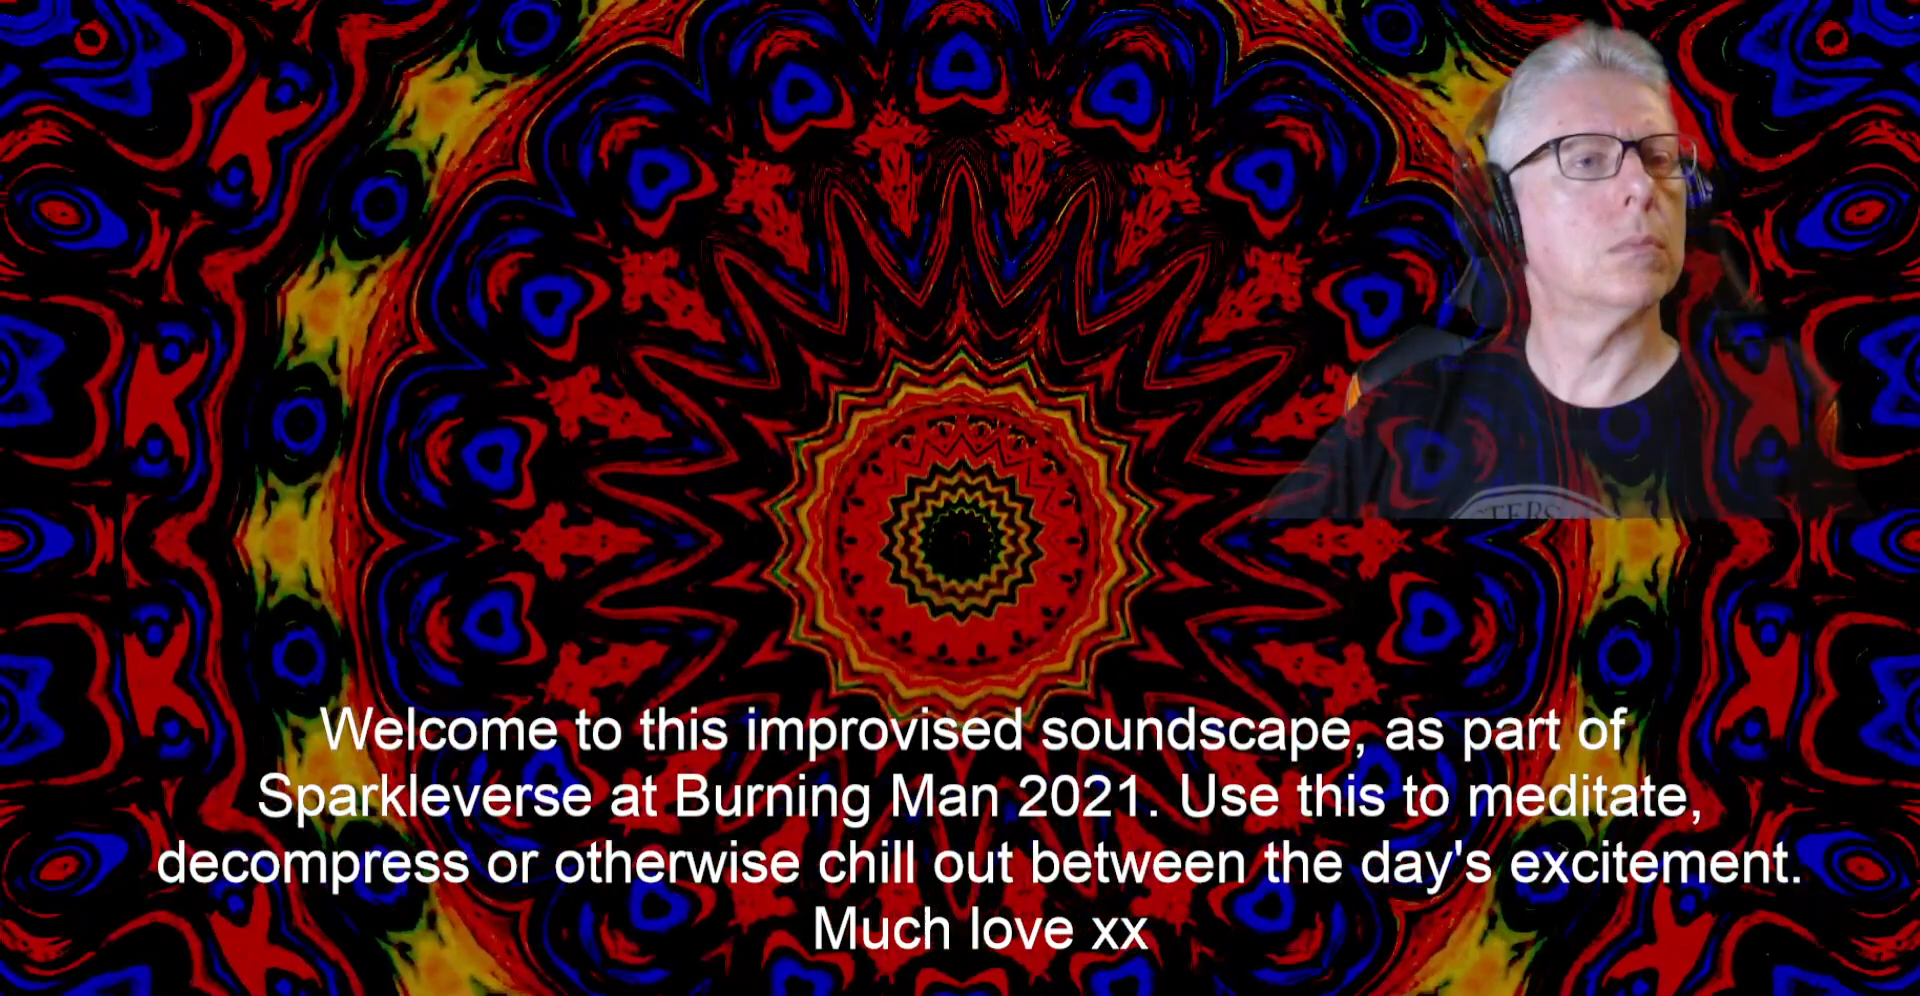 STERS
Welcome to this improvised soundscape, as part of
Sparkleverse at Burning Man 2021. Use this to meditate,
decompress or otherwise chill out between the day's excitement.
Much love xx